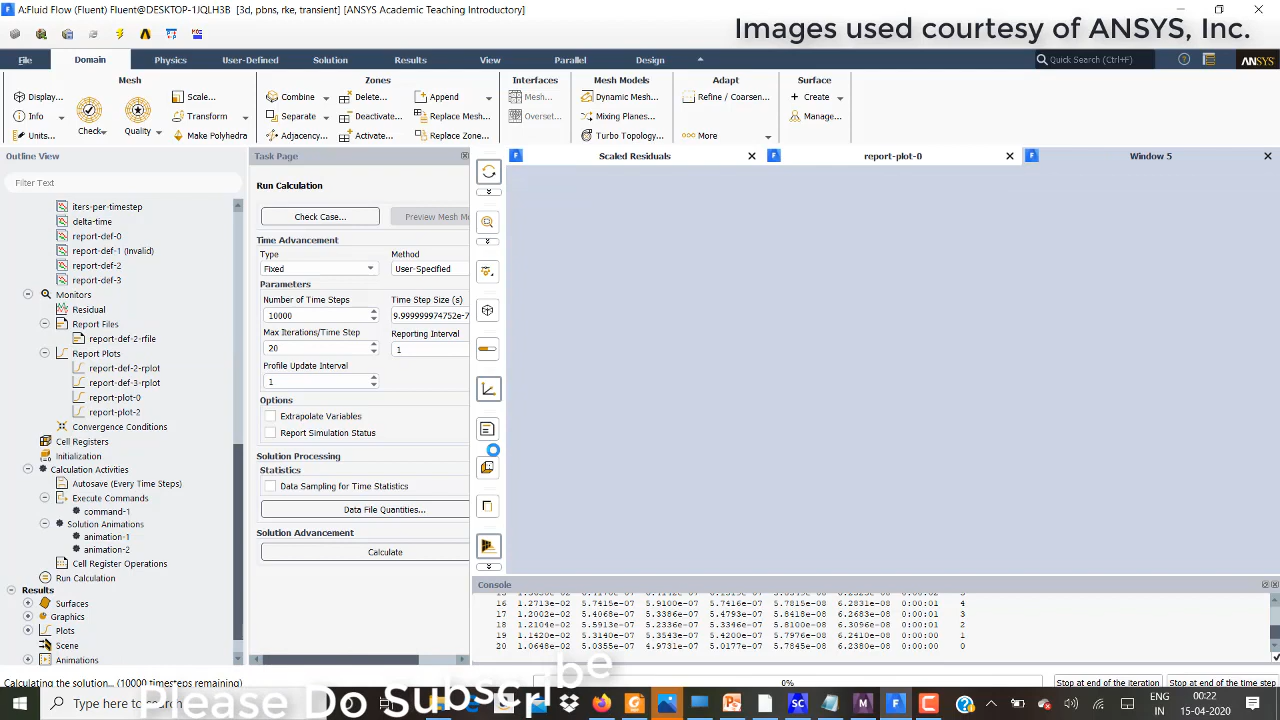 A:Fluid Flow (Fluent) Fluent@DESKTOP-1JQLH3B [3d, pbns, rke, transient] [ANSYS Academic Teaching Introductory]
Images used courtesy of ANSYS, Inc.
File Domain Physics User-Defined Solution Results View Parallel Design Quick Search (Ctrl+F) ANSYS
Mesh Zones Interfaces Mesh Models Adapt Surface
Display... Scale... Combine Delete... Append Mesh... Dynamic Mesh... Refine / Coarsen... Create
Info Transform Separate Deactivate... Replace Mesh... Overset... Mixing Planes... Manage...
Units... Check Quality Make Polyhedra Adjacency... Activate... Replace Zone... Turbo Topology... More
Outline View Task Page Scaled Residuals report-plot-0 Window 5
Filter Text
Run Calculation
iters-per-timestep
Check Case... Preview Mesh M
delta-time
report-def-0
Time Advancement
report-def-1 (Invalid)
Type Method
report-def-2
Fixed User-Specified
report-def-3
Parameters
Monitors
Number of Time Steps Time Step Size (s)
Residual
10000 9.999999974752e-7
Report Files
Max Iterations/Time Step Reporting Interval
report-def-2-rfile
20 1
Report Plots
Profile Update Interval
report-def-2-rplot
1
report-def-3-rplot
report-plot-0
Options
report-plot-2
Extrapolate Variables
Convergence Conditions
Report Simulation Status
Cell Registers
Initialization
Solution Processing
Calculation Activities
Statistics
Autosave (Every Time Steps)
Data Sampling for Time Statistics
Execute Commands
Data File Quantities...
command-1
Solution Animations
Solution Advancement
animation-1
Calculate
animation-2
Cell Register Operations
Run Calculation
Results
Console
Surfaces
16 1.2713e-02 5.7415e-07 5.9100e-07 5.7416e-07 5.7815e-08 6.2831e-08 0:00:01 4
Graphics
17 1.2002e-02 5.4068e-07 5.3386e-07 5.4793e-07 5.8418e-08 6.2683e-08 0:00:01 3
Plots
18 1.2104e-02 5.5913e-07 5.2336e-07 5.3346e-07 5.8100e-08 6.3096e-08 0:00:01 2
Scene
19 1.1420e-02 5.3140e-07 5.3543e-07 5.4200e-07 5.7976e-08 6.2410e-08 0:00:01 1
Animations
20 1.0648e-02 5.0355e-07 4.9732e-07 5.0177e-07 5.7845e-08 6.2380e-08 0:00:01 0
Calculating the solution... (10000 timesteps remaining) 0% Stop at end of the iteration Stop at end of the time step
Please Do Subscribe
Type here to ENG 00:22
IN 15-04-2020